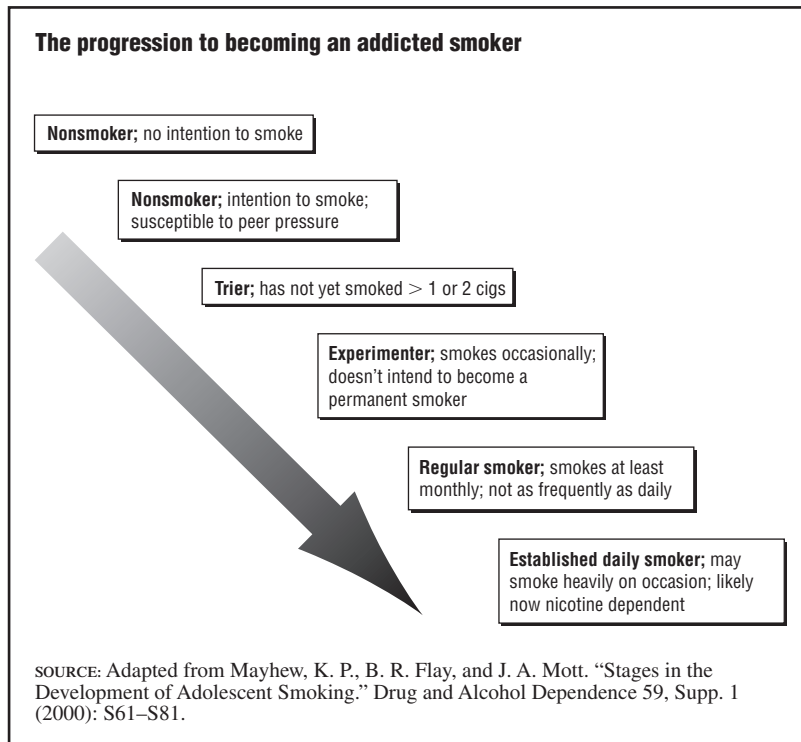 The progression to becoming an addicted smoker
Nonsmoker; no intention to smoke
Nonsmoker; intention to smoke;
susceptible to peer pressure
Trier; has not yet smoked > 1 or 2 cigs
Experimenter; smokes occasionally;
doesn't intend to become a
permanent smoker
Regular smoker; smokes at least
monthly; not as frequently as daily
Established daily smoker; may
smoke heavily on occasion; likely
now nicotine dependent
SOURCE: Adapted from Mayhew, K. P., B. R. Flay, and J. A. Mott. “Stages in the
Development of Adolescent Smoking.” Drug and Alcohol Dependence 59, Supp. 1
(2000): S61–S81.